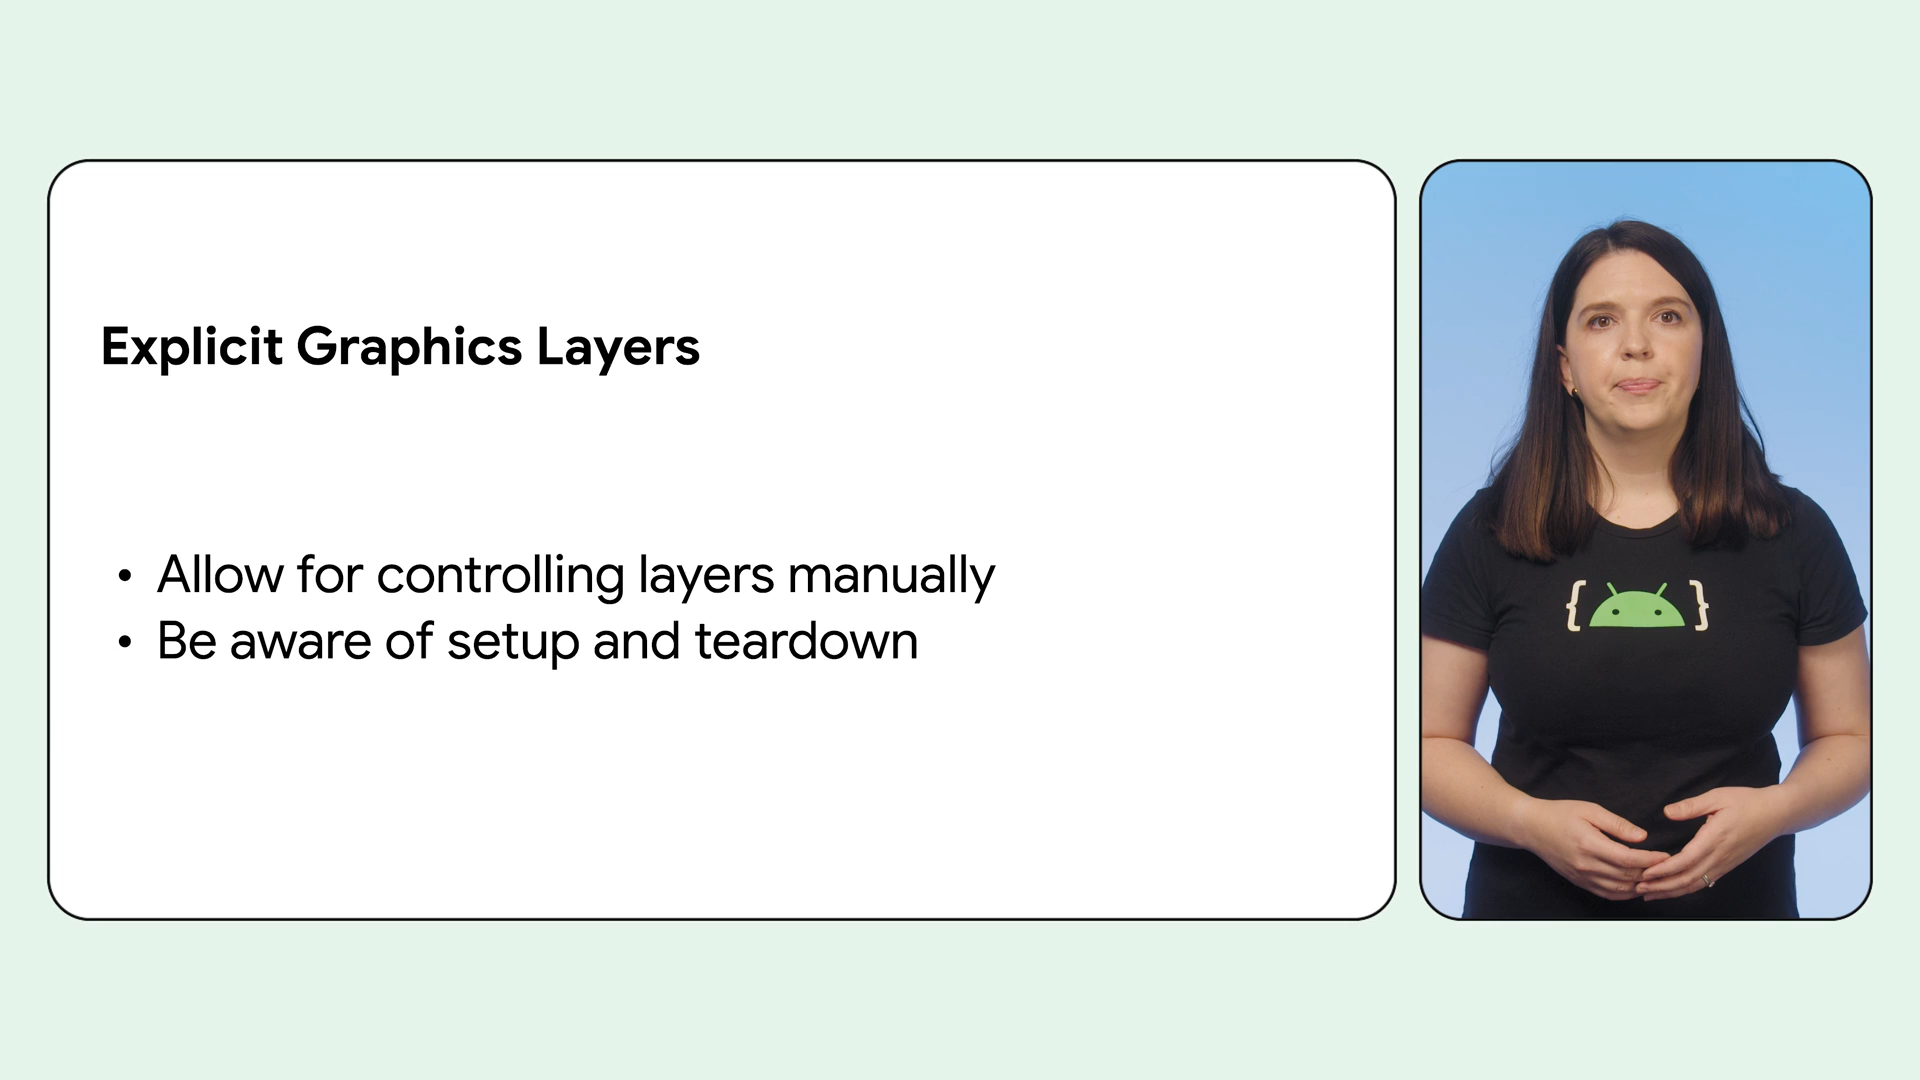 Explicit Graphics Layers
• Allow for controlling layers manually
• Be aware of setup and teardown
{ }